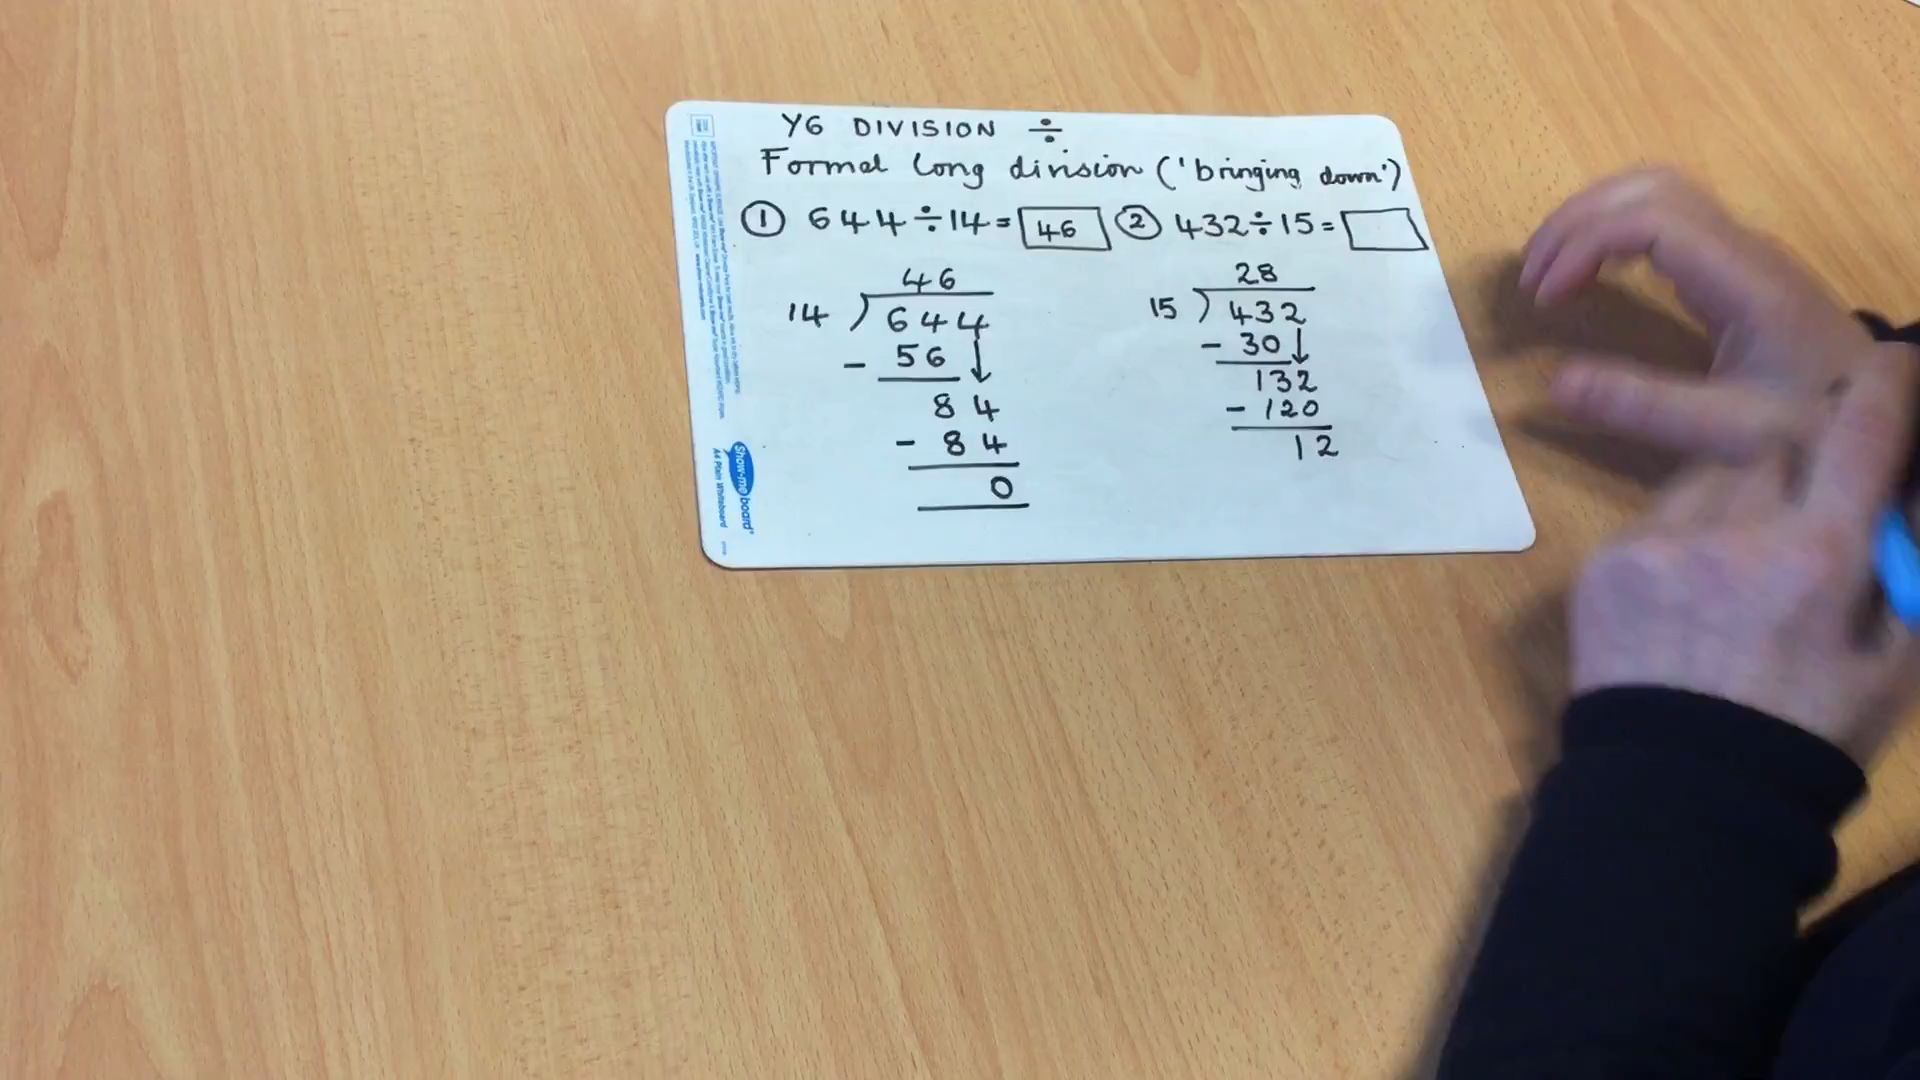 Y6 DIVISION ÷
Formal long division ('bringing down')
① 644÷14= 46 ② 432÷15=
46
14 ) 644
- 56 ↓
84
- 84
0
28
15 ) 432
- 30 ↓
132
- 120
12
Show-me board
A4 Plain Whiteboard